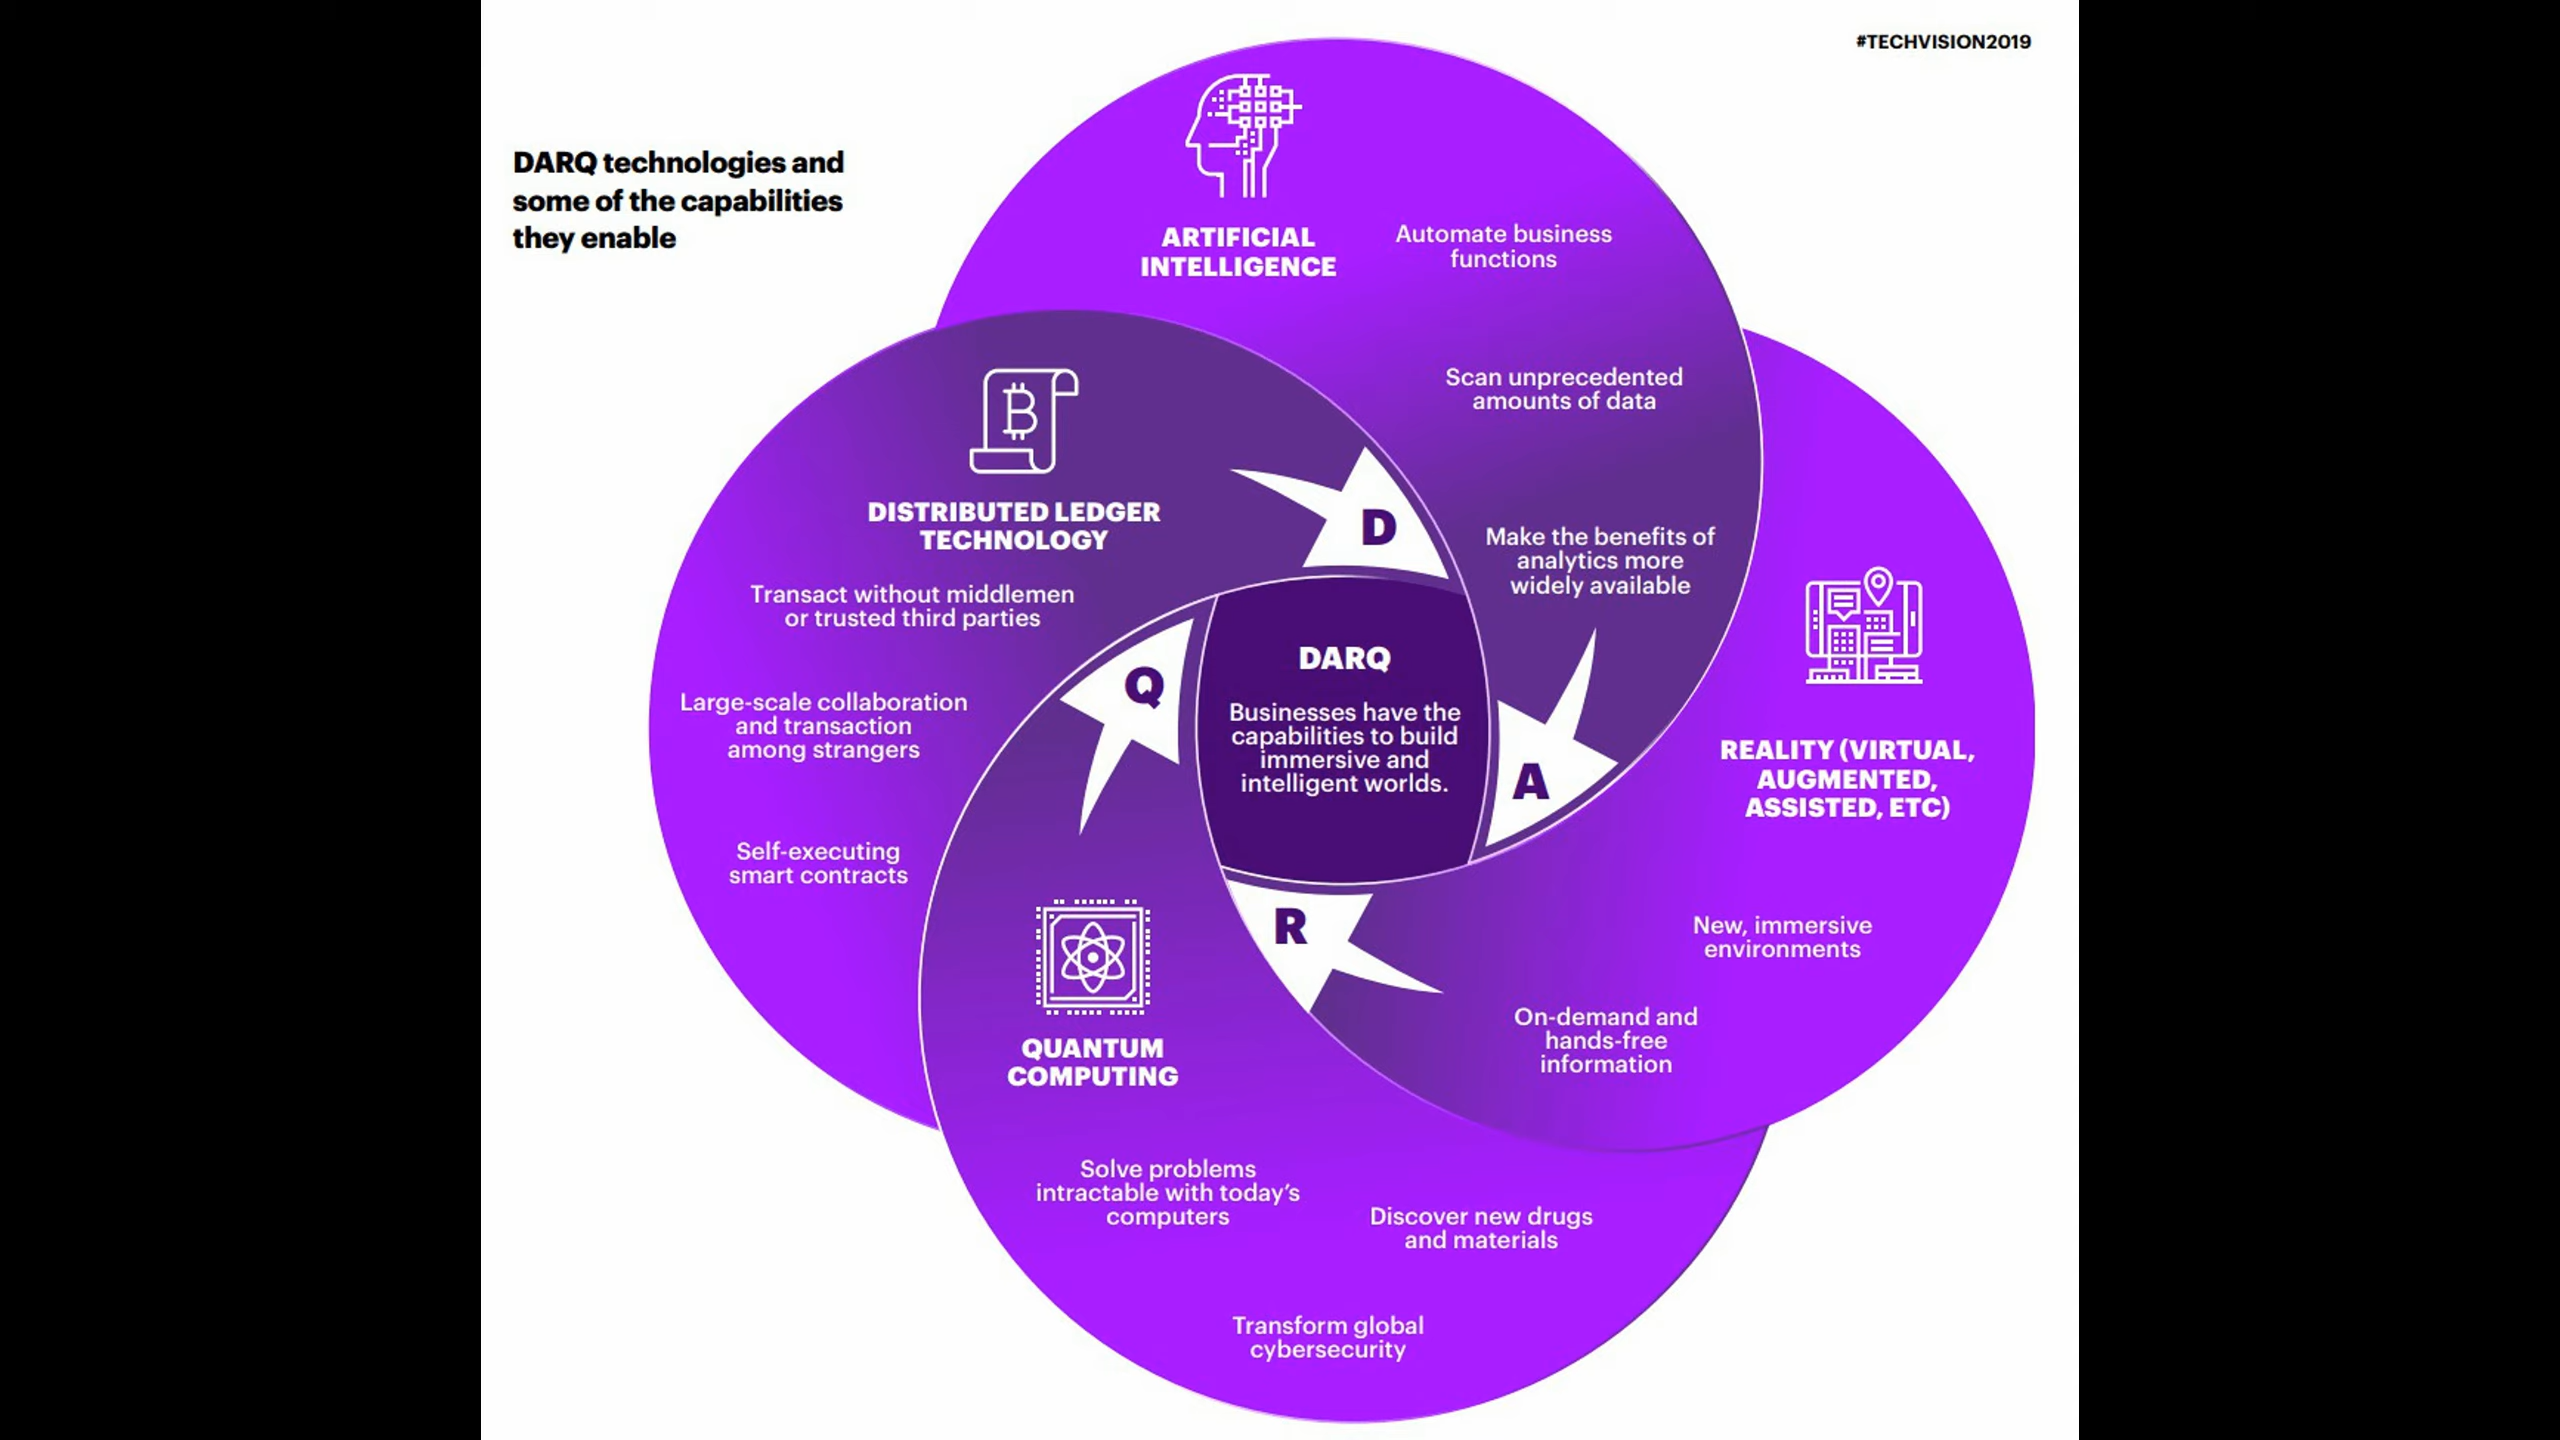 #TECHVISION2019
DARQ technologies and
some of the capabilities
they enable
ARTIFICIAL
INTELLIGENCE
Automate business
functions
Scan unprecedented
amounts of data
Make the benefits of
analytics more
widely available
DISTRIBUTED LEDGER
TECHNOLOGY
Transact without middlemen
or trusted third parties
Large-scale collaboration
and transaction
among strangers
Self-executing
smart contracts
D
Q
A
R
DARQ
Businesses have the
capabilities to build
immersive and
intelligent worlds.
REALITY (VIRTUAL,
AUGMENTED,
ASSISTED, ETC)
New, immersive
environments
On-demand and
hands-free
information
QUANTUM
COMPUTING
Solve problems
intractable with today’s
computers
Discover new drugs
and materials
Transform global
cybersecurity